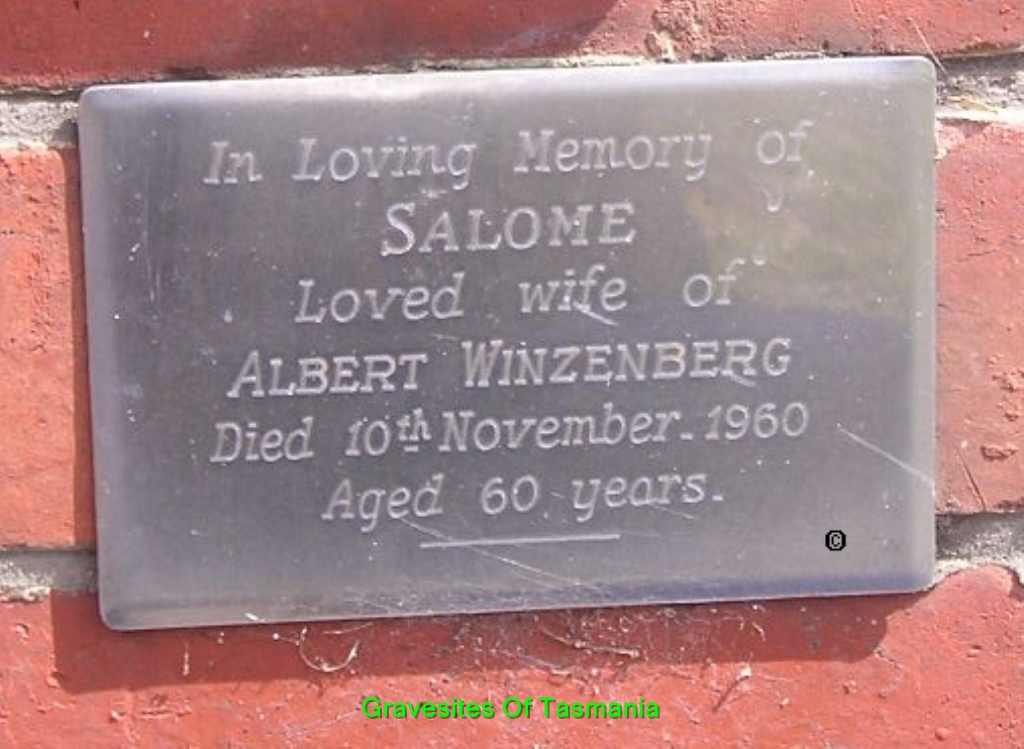 In Loving Memory of
SALOME
Loved wife of
ALBERT WINZENBERG
Died 10th November. 1960
Aged 60 years.
©
Gravesites Of Tasmania